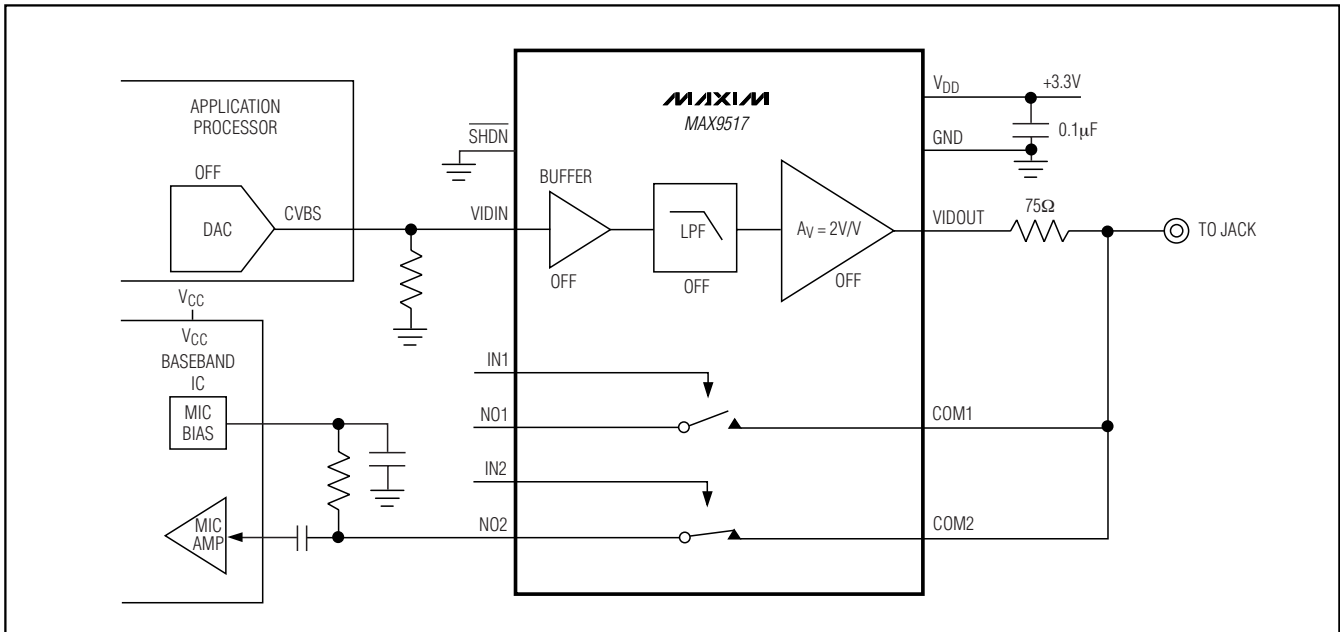 APPLICATION
PROCESSOR
OFF
DAC
CVBS
VCC
VCC
BASEBAND
IC
MIC
BIAS
MIC
AMP
MAXIM
MAX9517
SHDN
VIDIN
BUFFER
OFF
LPF
OFF
AV = 2V/V
OFF
IN1
NO1
IN2
NO2
VDD
+3.3V
0.1µF
GND
VIDOUT
75Ω
TO JACK
COM1
COM2